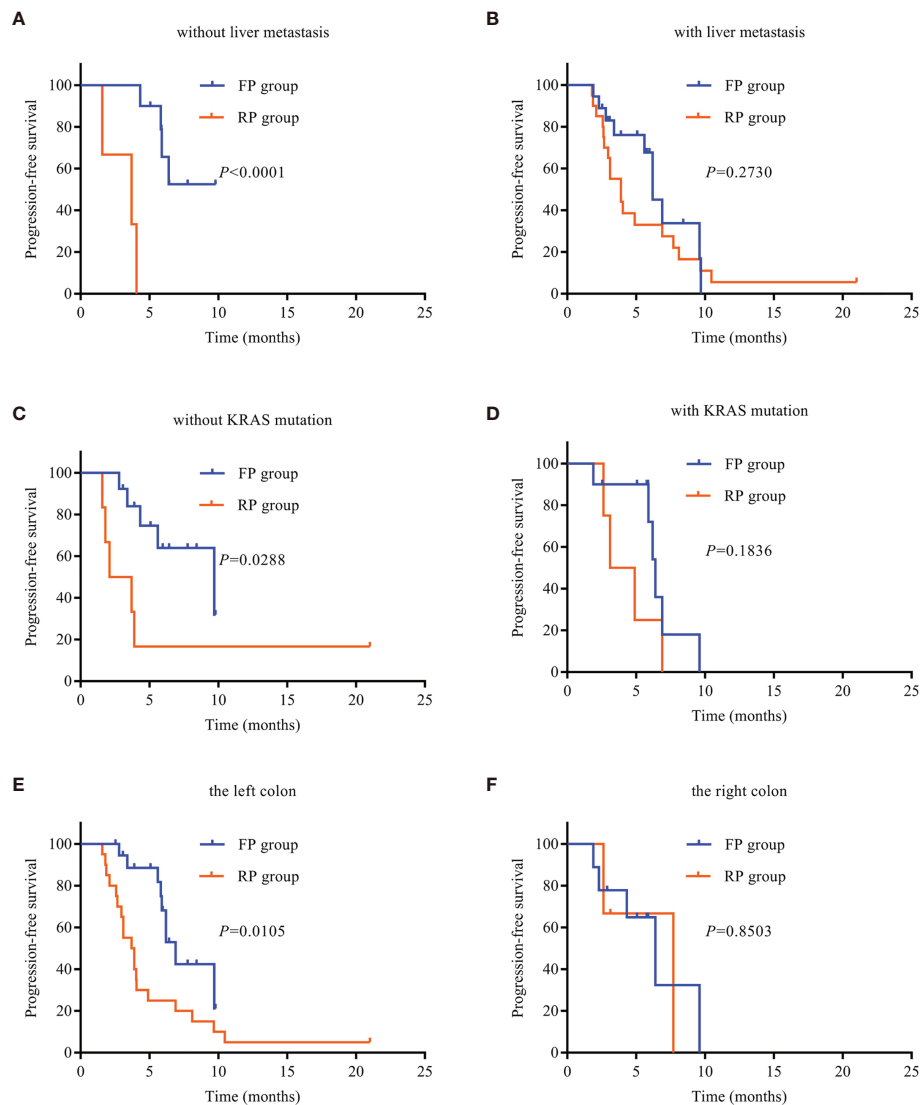 A
without liver metastasis
100
80
60
40
20
0
Progression-free survival
FP group
RP group
P<0.0001
0 5 10 15 20 25
Time (months)
B
with liver metastasis
100
80
60
40
20
0
Progression-free survival
FP group
RP group
P=0.2730
0 5 10 15 20 25
Time (months)
C
without KRAS mutation
100
80
60
40
20
0
Progression-free survival
FP group
RP group
P=0.0288
0 5 10 15 20 25
Time (months)
D
with KRAS mutation
100
80
60
40
20
0
Progression-free survival
FP group
RP group
P=0.1836
0 5 10 15 20 25
Time (months)
E
the left colon
100
80
60
40
20
0
Progression-free survival
FP group
RP group
P=0.0105
0 5 10 15 20 25
Time (months)
F
the right colon
100
80
60
40
20
0
Progression-free survival
FP group
RP group
P=0.8503
0 5 10 15 20 25
Time (months)